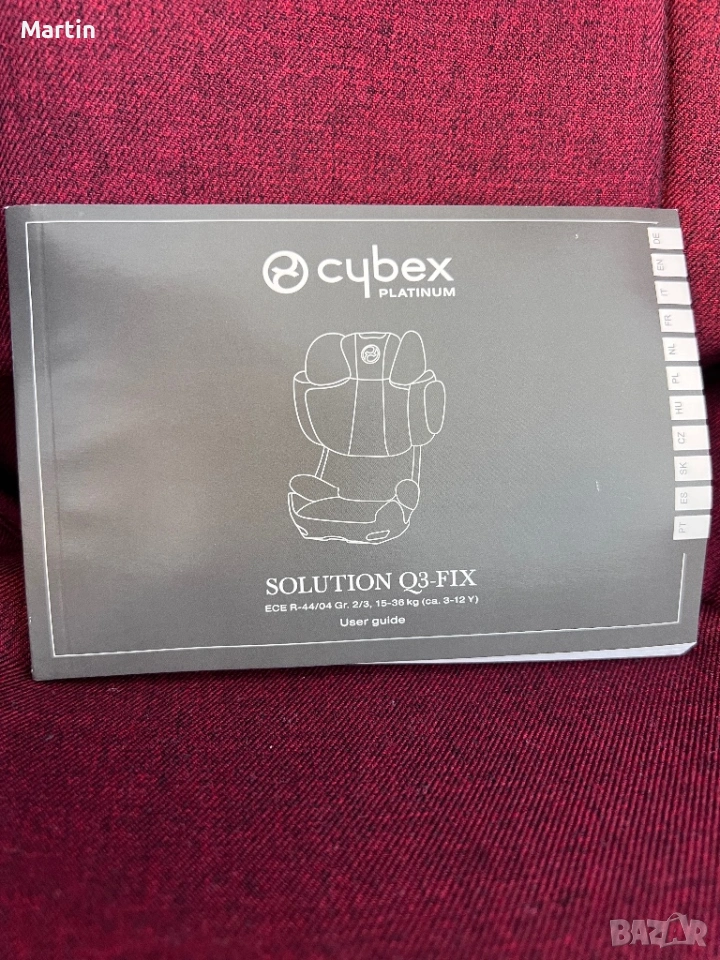 Martin
cybex
PLATINUM
SOLUTION Q3-FIX
ECE R-44/04 Gr. 2/3, 15-36 kg (ca. 3-12 Y)
User guide
DE
EN
IT
FR
NL
PL
HU
CZ
SK
ES
PT
BAZAR